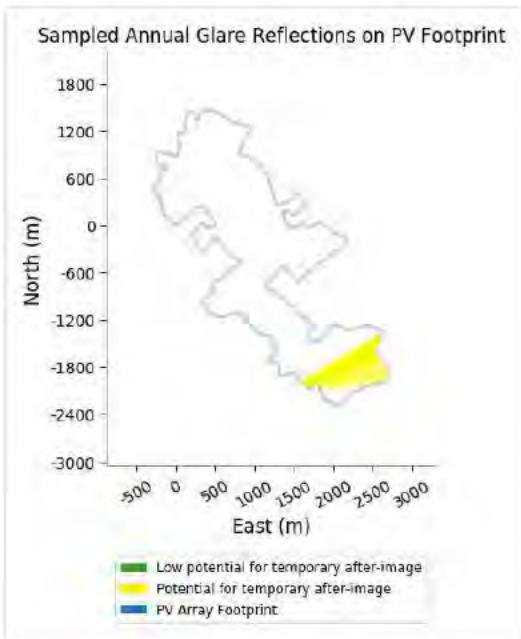 Sampled Annual Glare Reflections on PV Footprint
1800
1200
600
0
-600
-1200
-1800
-2400
-3000
North (m)
-500
0
500
1000
1500
2000
2500
3000
East (m)
Low potential for temporary after-image
Potential for temporary after-image
PV Array Footprint